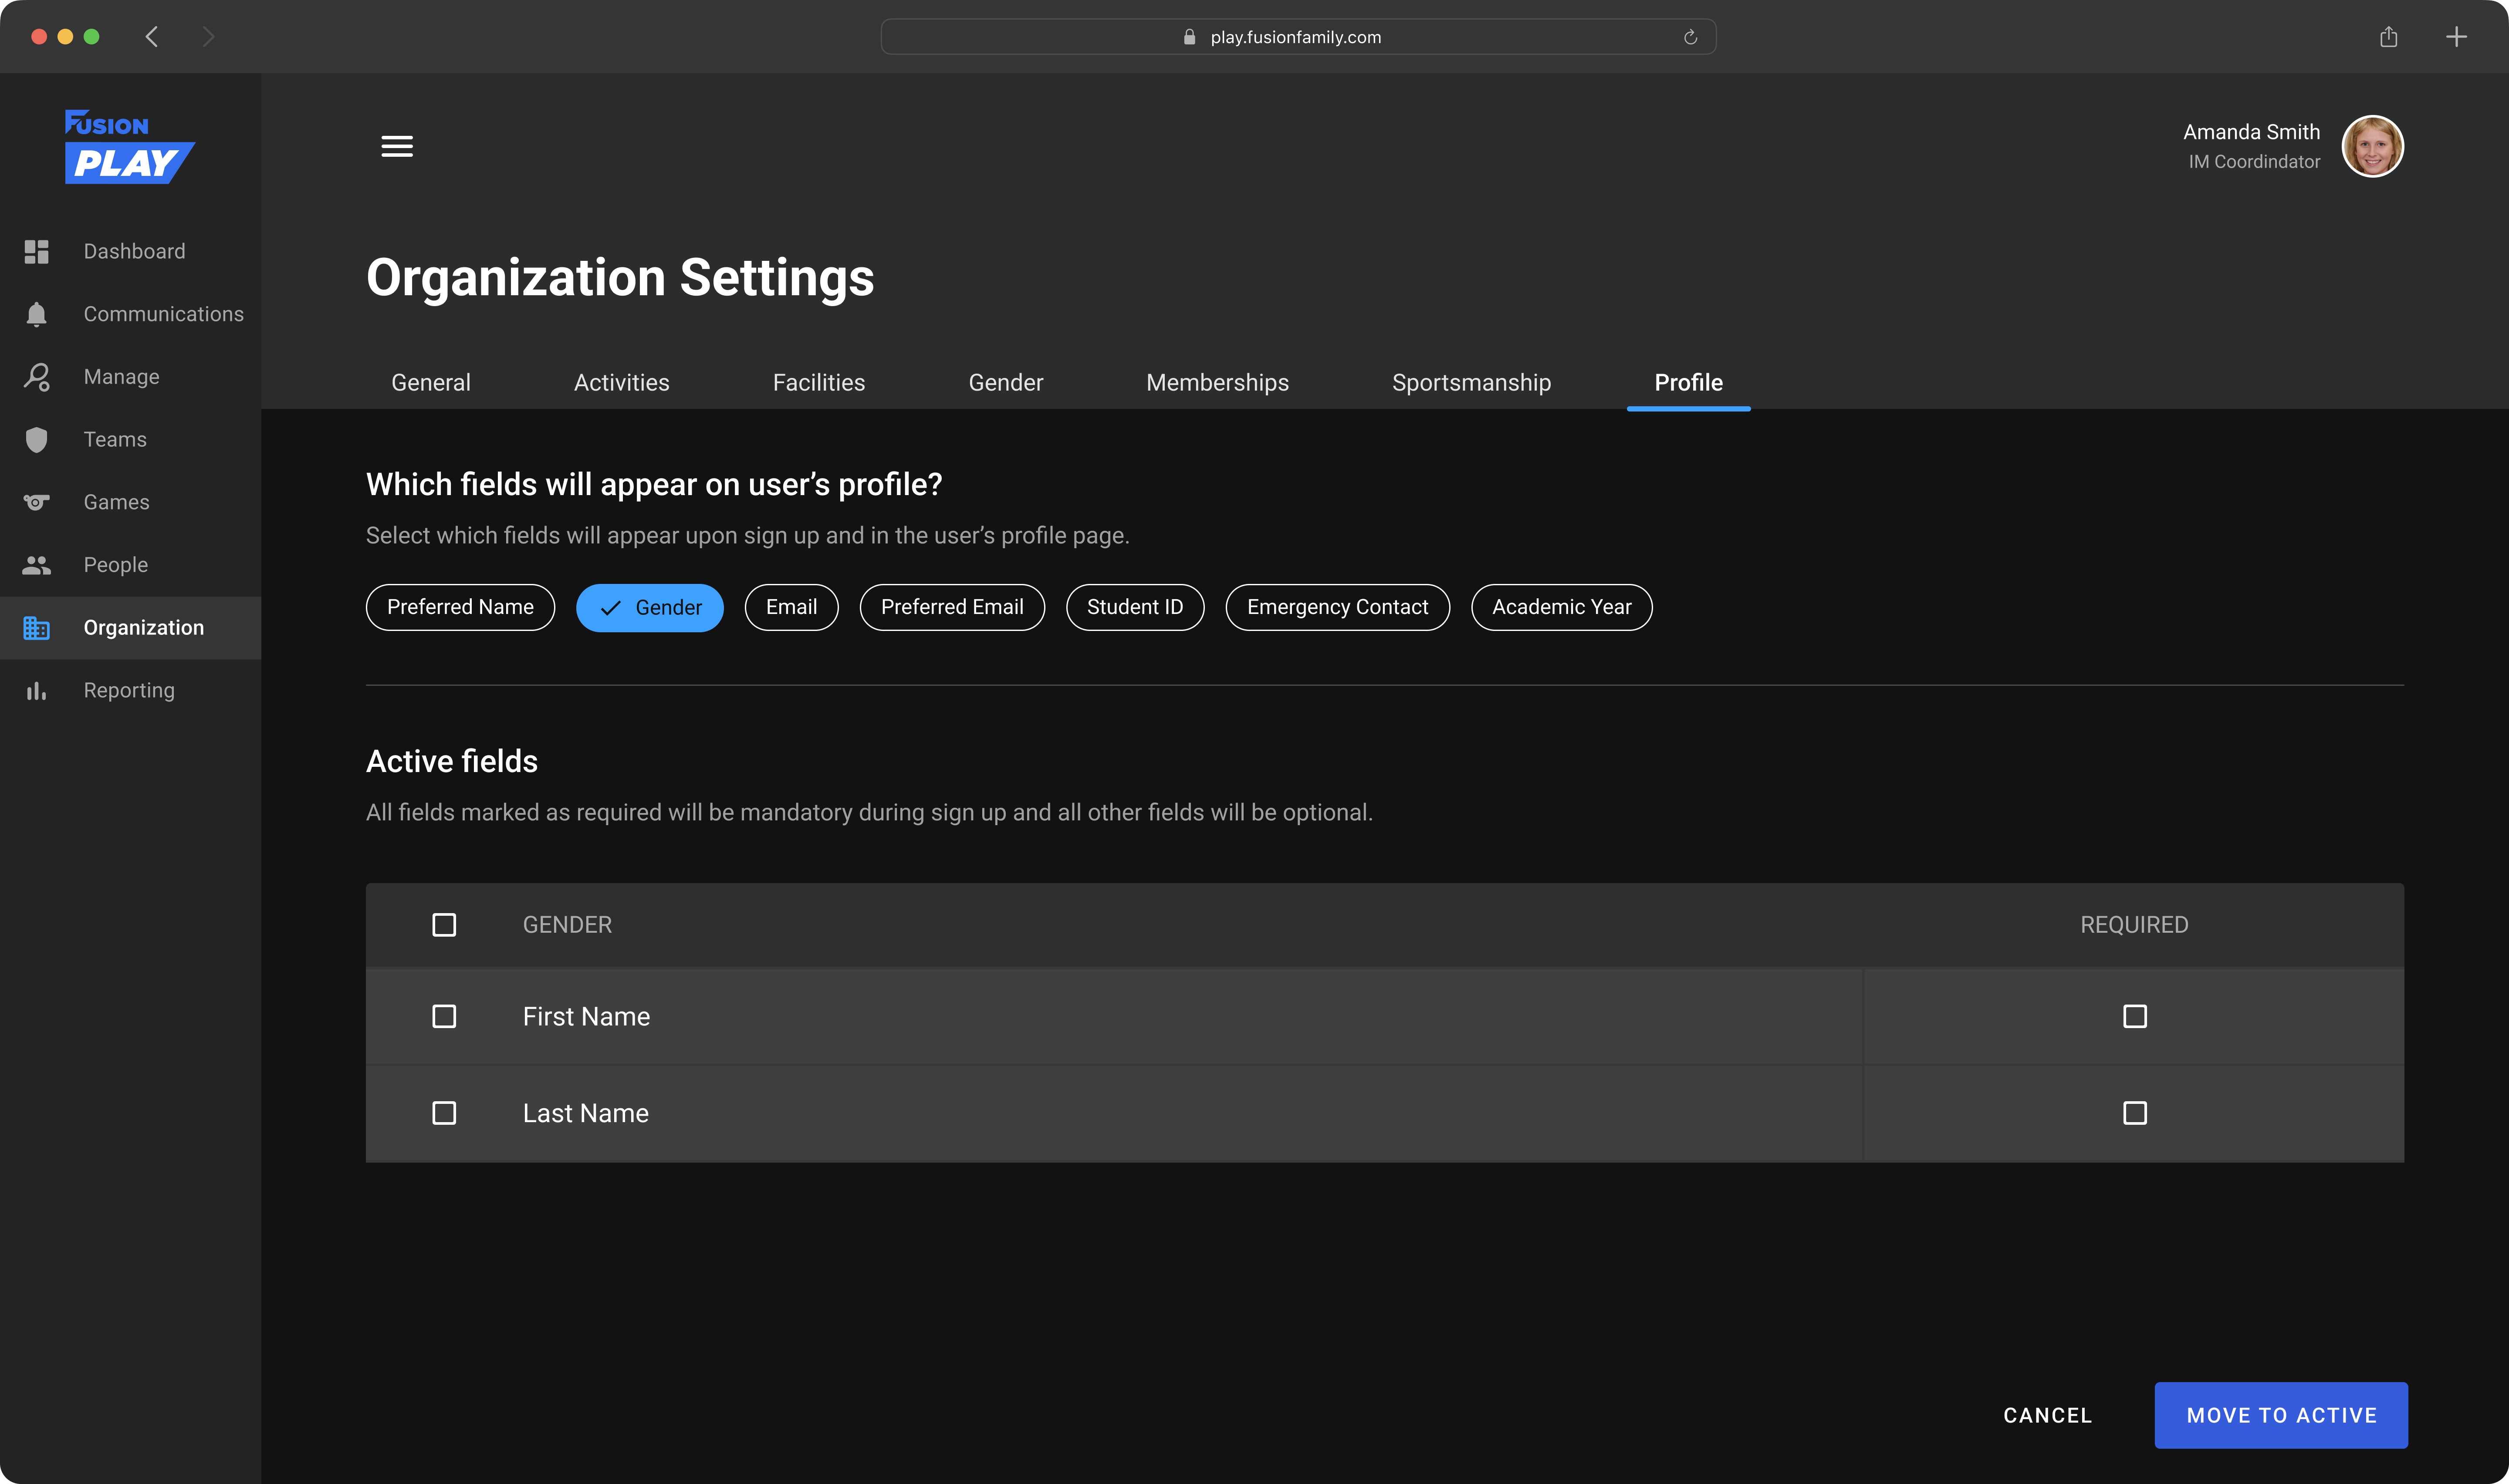 play.fusionfamily.com
FUSION
PLAY
Amanda Smith
IM Coordindator
Dashboard
Communications
Manage
Teams
Games
People
Organization
Reporting
Organization Settings
General Activities Facilities Gender Memberships Sportsmanship Profile
Which fields will appear on user’s profile?
Select which fields will appear upon sign up and in the user’s profile page.
Preferred Name Gender Email Preferred Email Student ID Emergency Contact Academic Year
Active fields
All fields marked as required will be mandatory during sign up and all other fields will be optional.
GENDER REQUIRED
First Name
Last Name
CANCEL MOVE TO ACTIVE